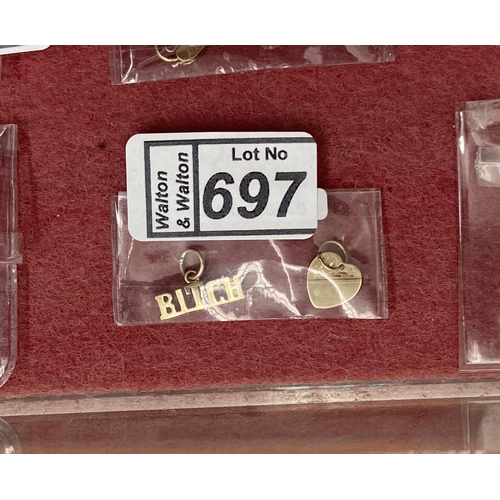 Walton
& Walton
Lot No
697
BITCH